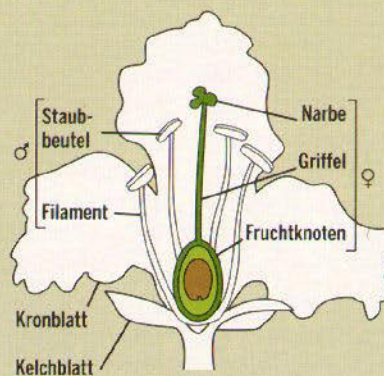 Staub-
beutel
♂
Filament
Kronblatt
Kelchblatt
Narbe
Griffel
♀
Fruchtknoten